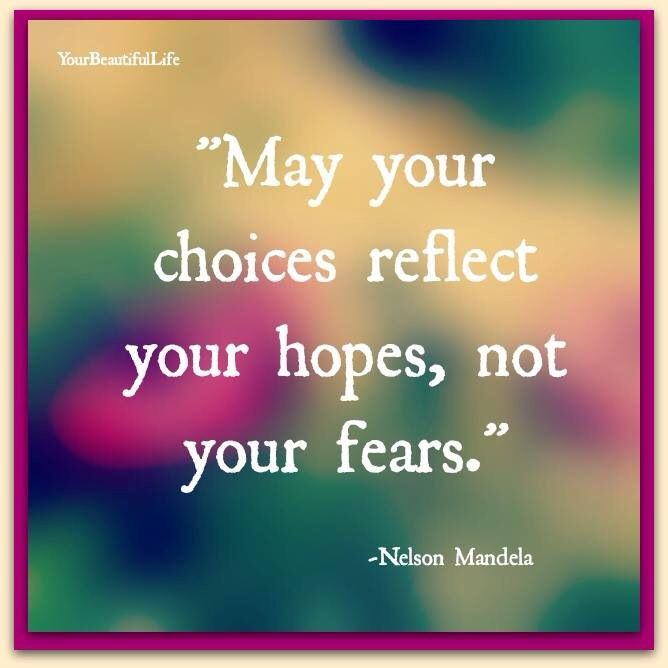 YourBeautifulLife
”May your
choices reflect
your hopes, not
your fears.”
-Nelson Mandela